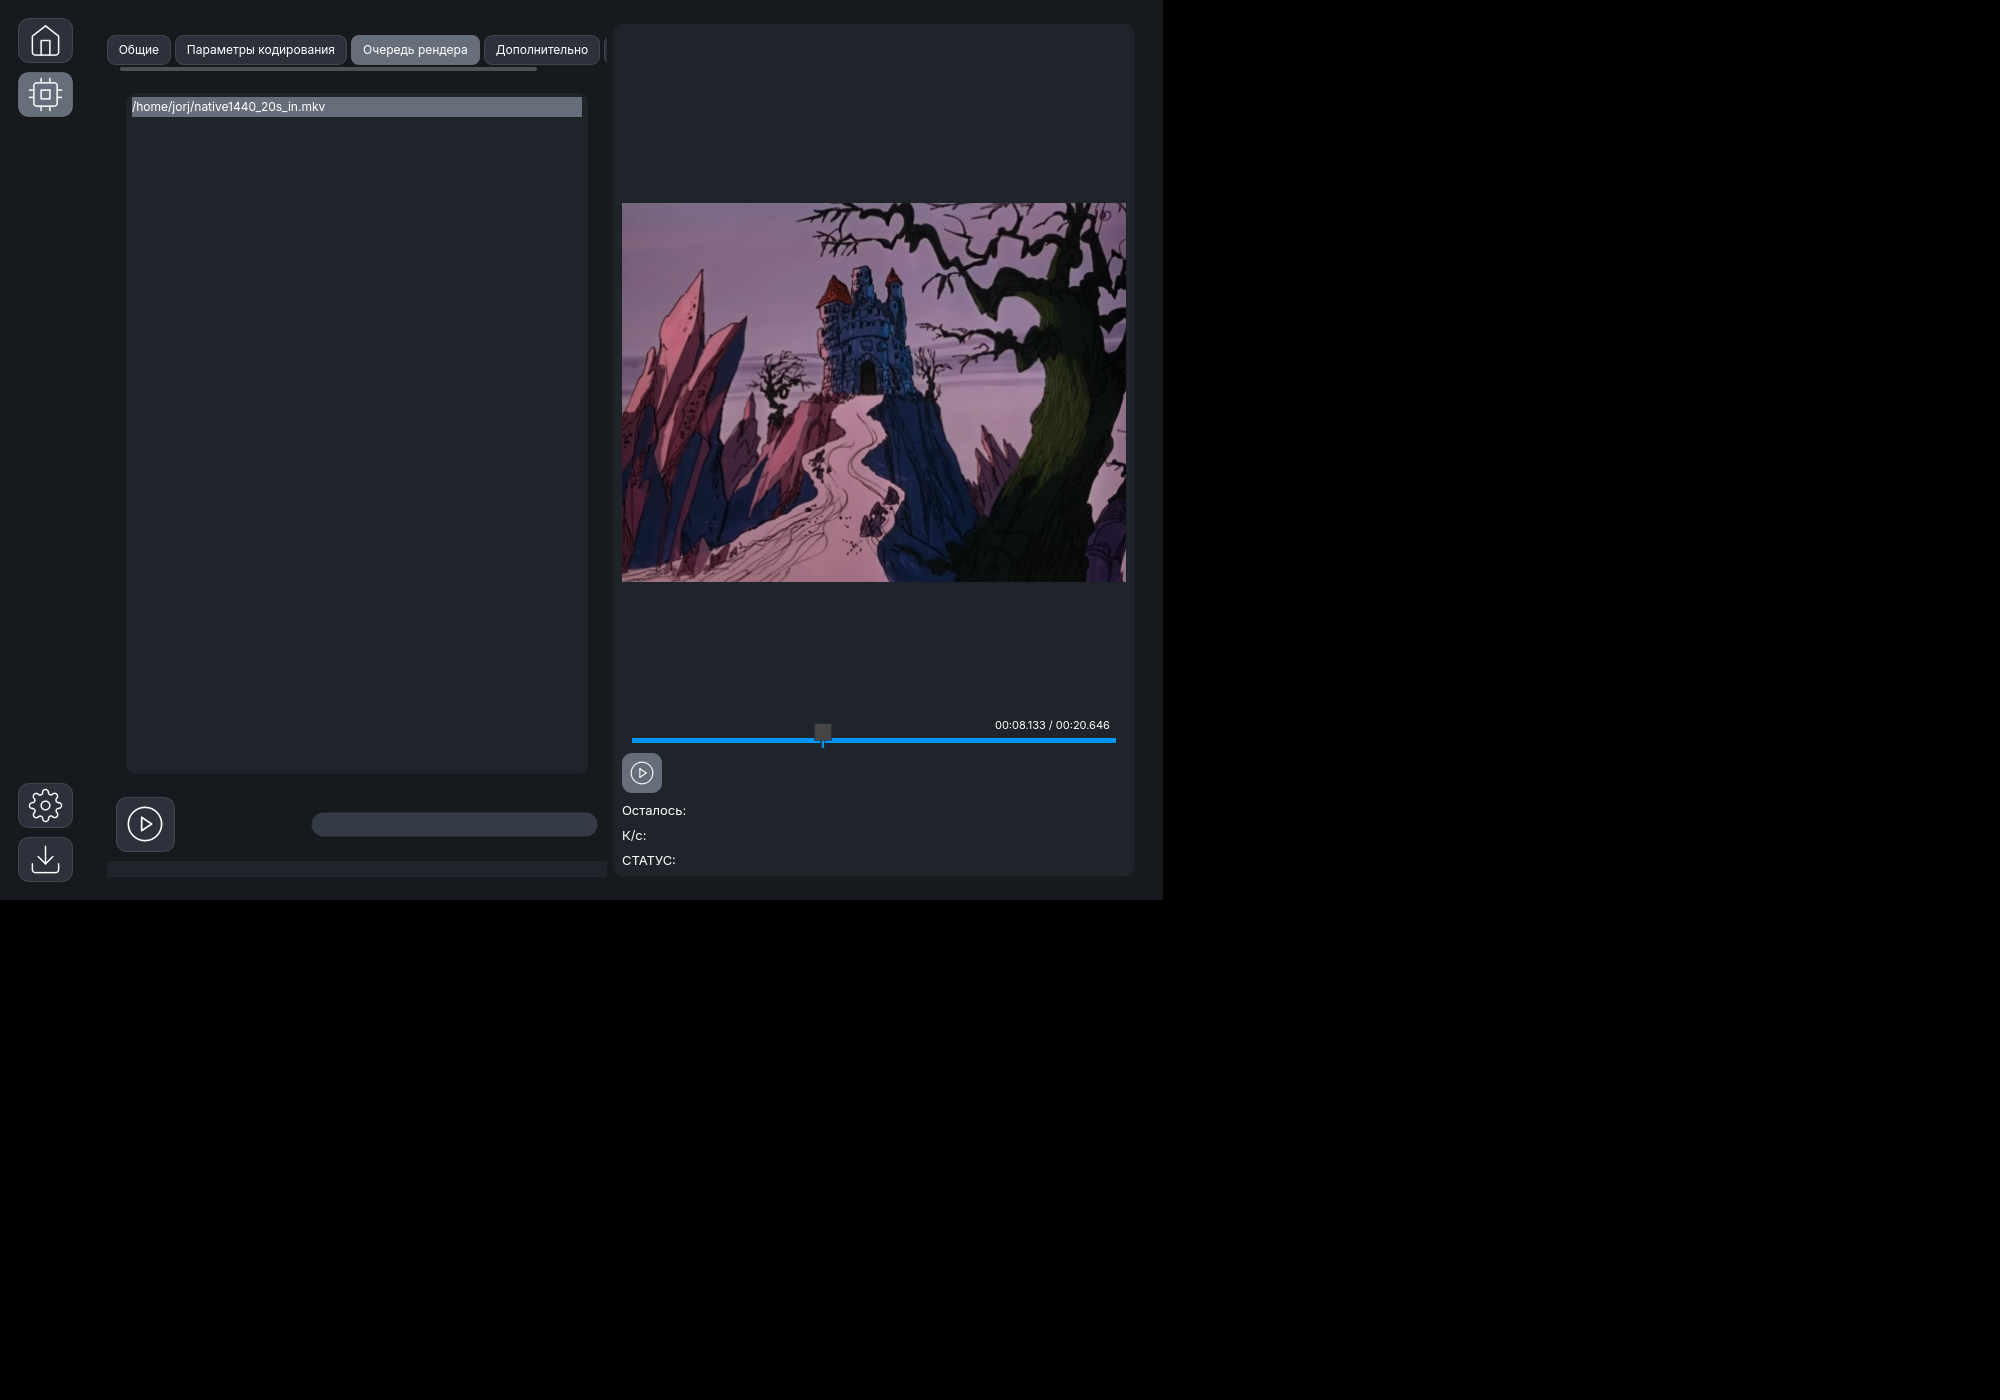 Общие
Параметры кодирования
Очередь рендера
Дополнительно
/home/jorj/native1440_20s_in.mkv
00:08.133 / 00:20.646
Осталось:
К/с:
СТАТУС: